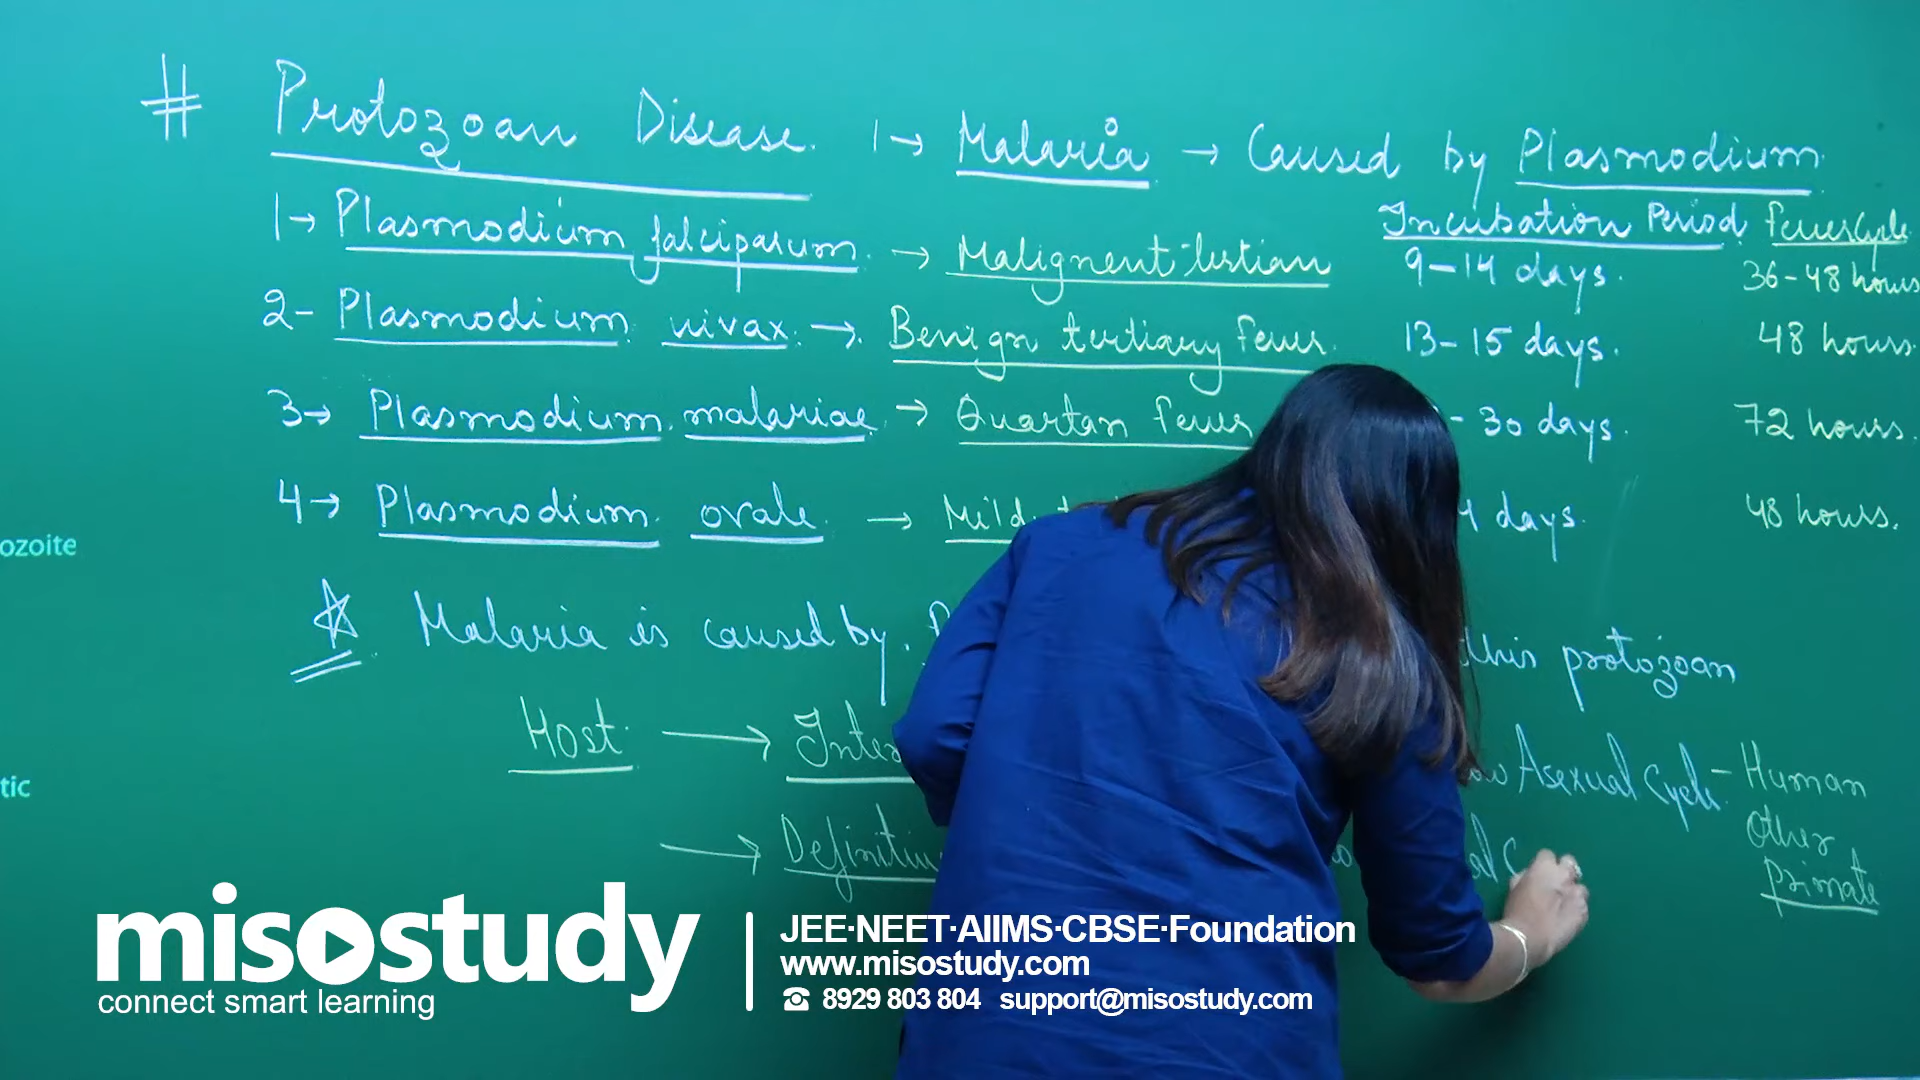 # Protozoan Disease. 1→ Malaria → Caused by Plasmodium
Incubation Period Fever Cycle
1→ Plasmodium falciparum. → Malignent tertian 9-14 days. 36-48 hours
2- Plasmodium vivax. → Benign tertiary fever. 13-15 days. 48 hours.
3→ Plasmodium malariae → Quartan fever - 30 days. 72 hours.
4→ Plasmodium ovale. → Mild days. 48 hours.
ozoite
Malaria is caused by. this protozoan
Host → Asexual Cycle - Human
Other
primate
tic
→
misostudy
connect smart learning
JEE·NEET·AIIMS·CBSE·Foundation
www.misostudy.com
☎ 8929 803 804 support@misostudy.com